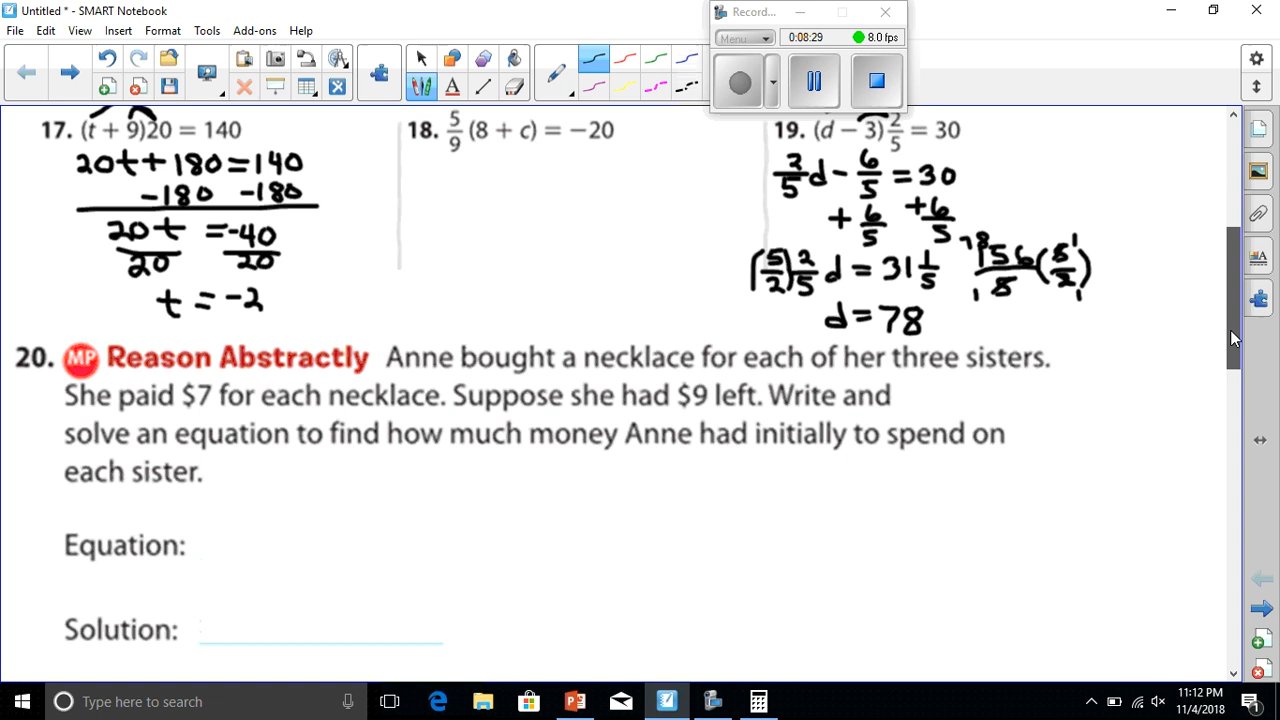 Untitled * - SMART Notebook
Record...
File Edit View Insert Format Tools Add-ons Help
Menu
0:08:29
8.0 fps
17. (t + 9)20 = 140
20t + 180 = 140
-180 -180
20t = -40
20 20
t = -2
18. 5/9 (8 + c) = −20
19. (d − 3) 2/5 = 30
2/5 d - 6/5 = 30
+ 6/5 + 6/5
(5/2) 2/5 d = 31 1/5
78 156/5 (5/2) 1
1 1
d = 78
20. MP Reason Abstractly Anne bought a necklace for each of her three sisters.
She paid $7 for each necklace. Suppose she had $9 left. Write and
solve an equation to find how much money Anne had initially to spend on
each sister.
Equation:
Solution:
Type here to search
11:12 PM
11/4/2018